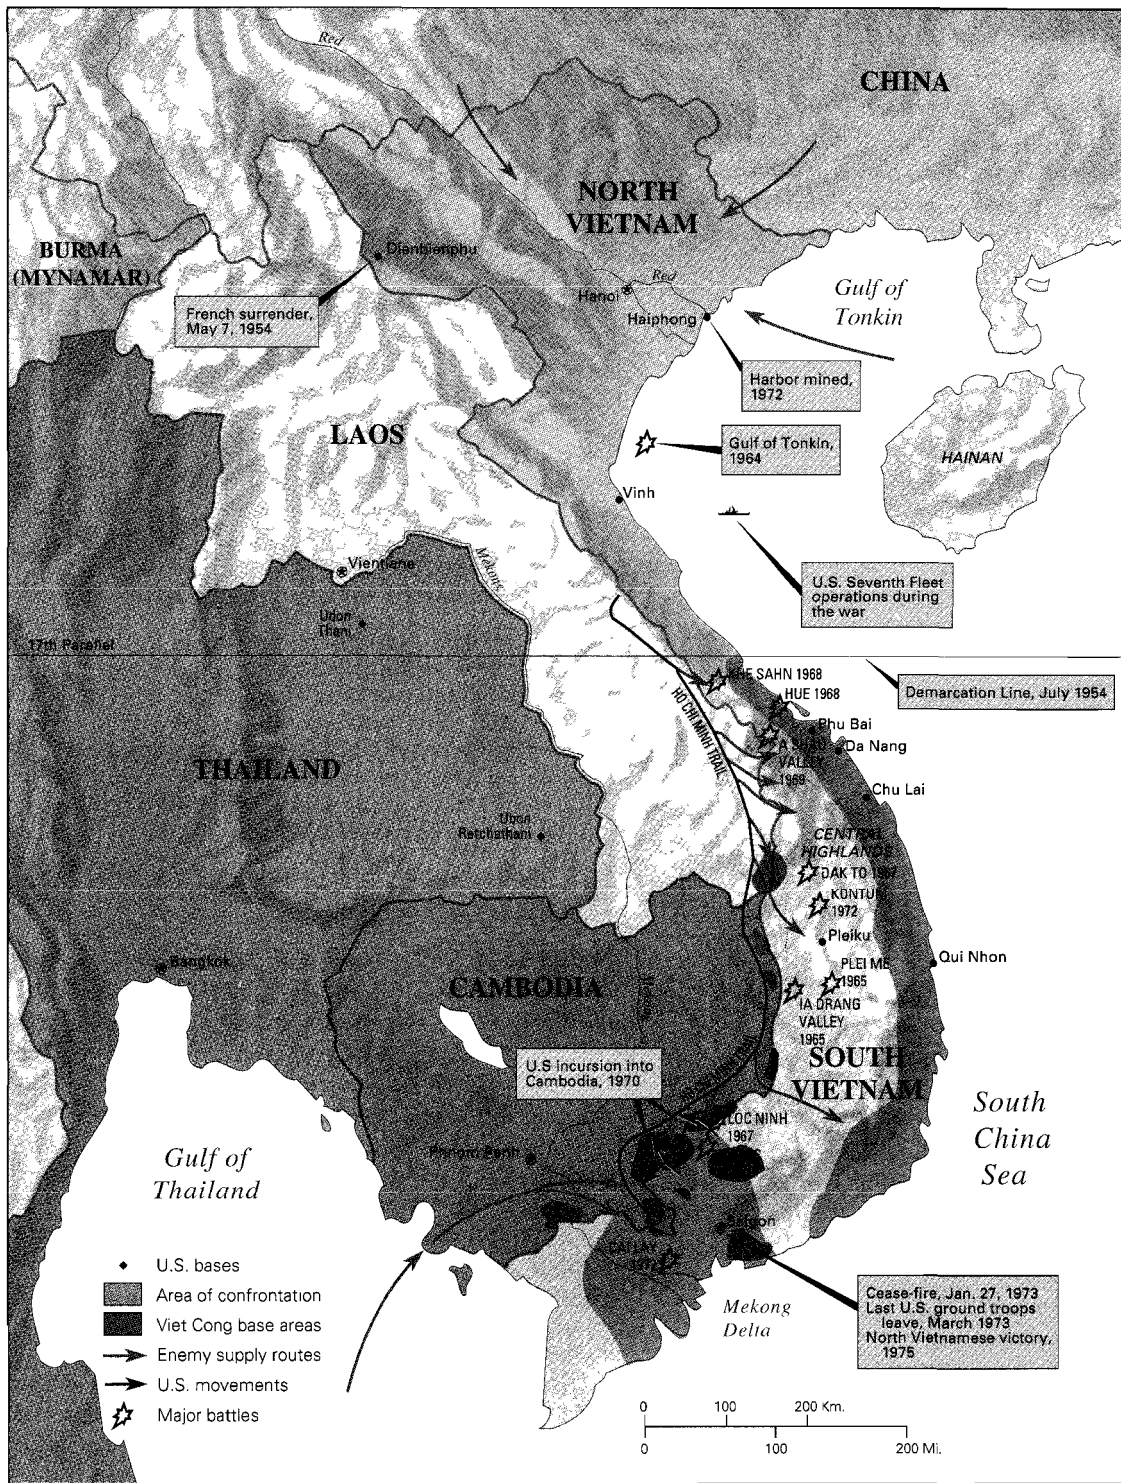 Red
CHINA
NORTH
VIETNAM
BURMA
(MYNAMAR)
Dienbienphu
French surrender,
May 7, 1954
Red
Hanoi
Haiphong
Gulf of
Tonkin
Harbor mined,
1972
LAOS
Gulf of Tonkin,
1964
HAINAN
Vinh
Vientiane
Mekong
U.S. Seventh Fleet
operations during
the war
Udon
Thani
17th Parallel
KHE SAHN 1968
HUE 1968
Demarcation Line, July 1954
HO CHI MINH TRAIL
Phu Bai
A SHAU
VALLEY
1969
Da Nang
THAILAND
Chu Lai
Ubon
Ratchathani
CENTRAL
HIGHLANDS
DAK TO 1967
KONTUM
1972
Pleiku
Bangkok
Qui Nhon
PLEI ME
1965
CAMBODIA
Mekong
IA DRANG
VALLEY
1965
U.S incursion into
Cambodia, 1970
SOUTH
VIETNAM
LOC NINH
1967
South
China
Sea
Phnom Penh
Gulf of
Thailand
Saigon
U.S. bases
Area of confrontation
Viet Cong base areas
Enemy supply routes
U.S. movements
Major battles
Mekong
Delta
Cease-fire, Jan. 27, 1973
Last U.S. ground troops
leave, March 1973
North Vietnamese victory,
1975
0 100 200 Km.
0 100 200 Mi.